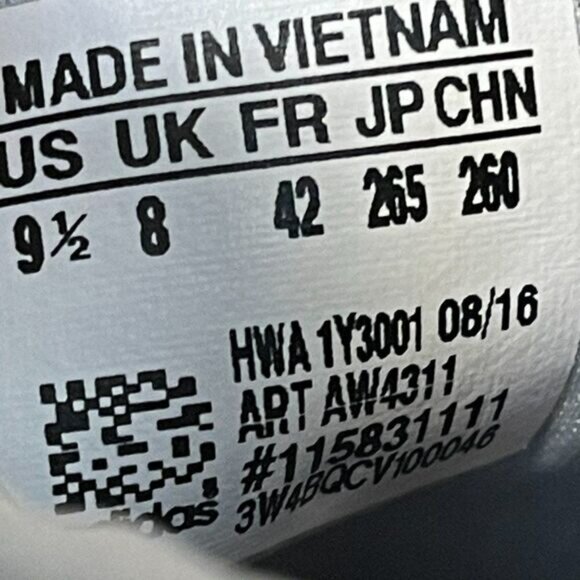 MADE IN VIETNAM
US UK FR JP CHN
9½ 8 42 265 260
HWA 1Y3001 08/16
ART AW4311
#115831111
3W4BQCV100046
adidas®